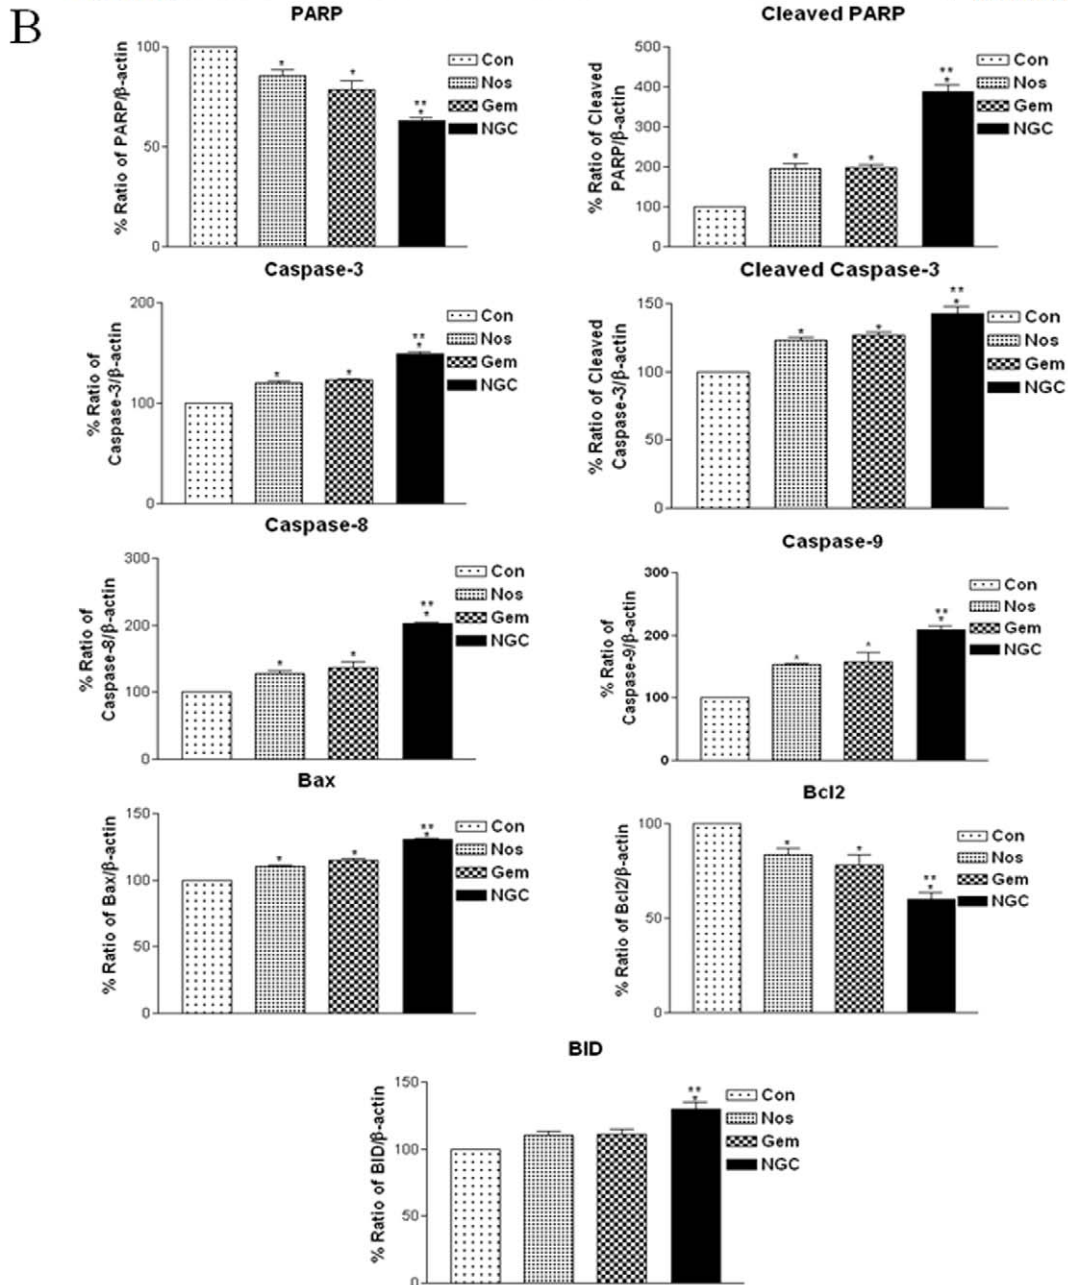 B
PARP
% Ratio of PARP/β-actin
100
50
0
*
*
**
*
Con
Nos
Gem
NGC
Cleaved PARP
% Ratio of Cleaved
PARP/β-actin
500
400
300
200
100
0
*
*
**
*
Con
Nos
Gem
NGC
Caspase-3
% Ratio of
Caspase-3/β-actin
200
100
0
*
*
**
*
Con
Nos
Gem
NGC
Cleaved Caspase-3
% Ratio of Cleaved
Caspase-3/β-actin
150
100
50
0
*
*
**
*
Con
Nos
Gem
NGC
Caspase-8
% Ratio of
Caspase-8/β-actin
300
200
100
0
*
*
**
*
Con
Nos
Gem
NGC
Caspase-9
% Ratio of
Caspase-9/β-actin
300
200
100
0
*
*
**
*
Con
Nos
Gem
NGC
Bax
% Ratio of Bax/β-actin
150
100
50
0
*
*
**
*
Con
Nos
Gem
NGC
Bcl2
% Ratio of Bcl2/β-actin
100
50
0
*
*
**
*
Con
Nos
Gem
NGC
BID
% Ratio of BID/β-actin
150
100
50
0
**
*
Con
Nos
Gem
NGC